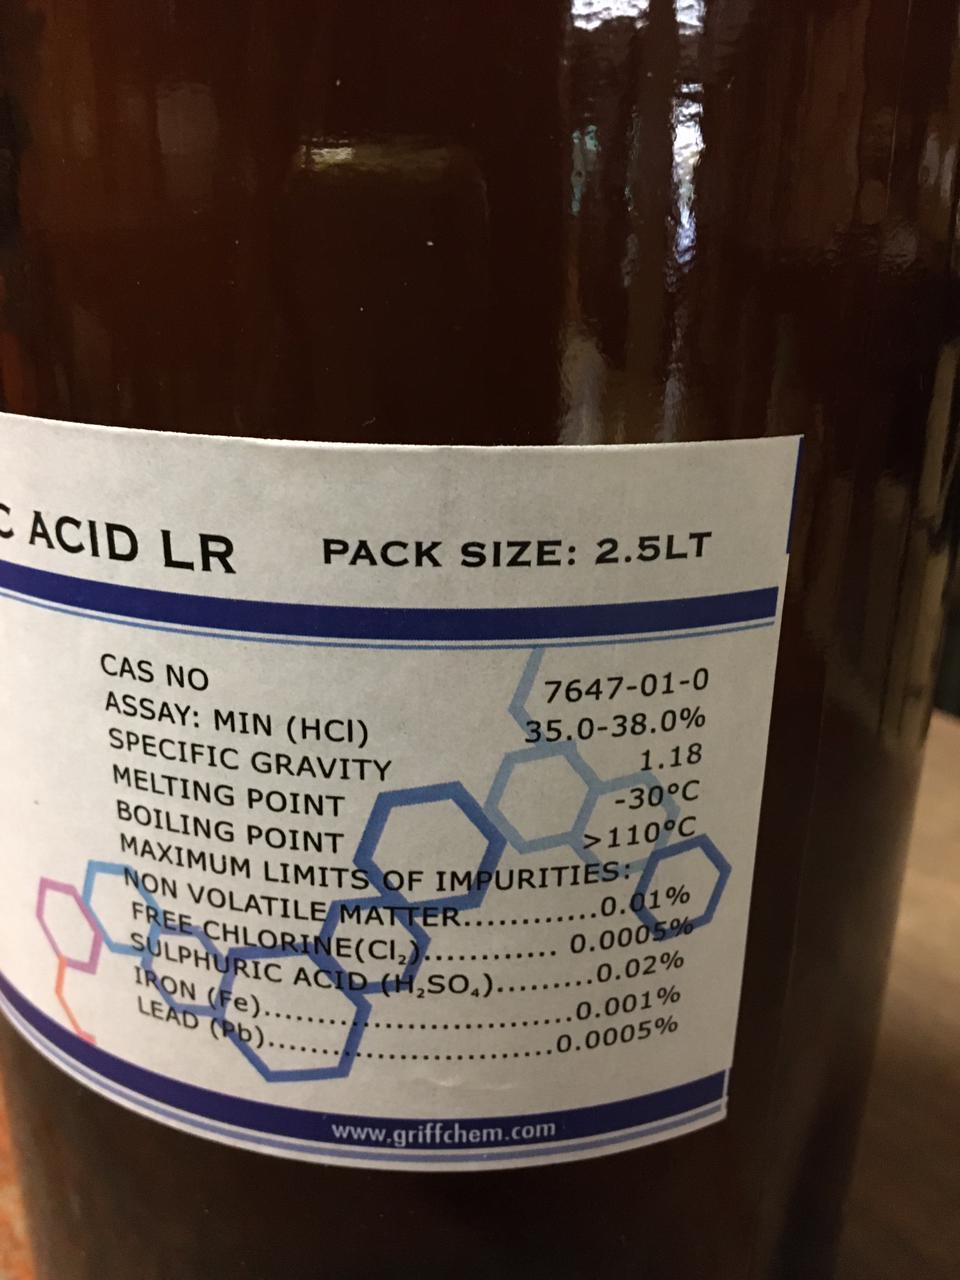 C ACID LR PACK SIZE: 2.5LT
CAS NO 7647-01-0
ASSAY: MIN (HCl) 35.0-38.0%
SPECIFIC GRAVITY 1.18
MELTING POINT -30°C
BOILING POINT >110°C
MAXIMUM LIMITS OF IMPURITIES:
NON VOLATILE MATTER...........0.01%
FREE CHLORINE(Cl₂)............ 0.0005%
SULPHURIC ACID (H₂SO₄).........0.02%
IRON (Fe)..............................0.001%
LEAD (Pb)............................0.0005%
www.griffchem.com